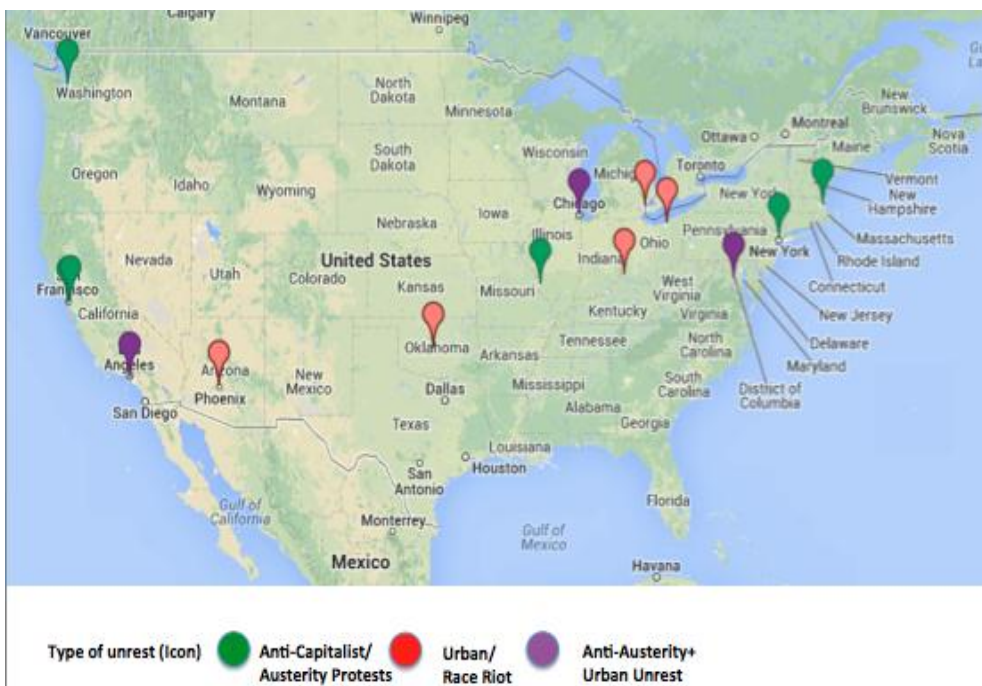 Calgary
Winnipeg
Vancouver
Washington
Montana
North
Dakota
Minnesota
Ottawa
Montreal
New
Brunswick
Maine
Nova
Scotia
Oregon
Idaho
South
Dakota
Wisconsin
Michig
Toronto
Vermont
New
Hampshire
Wyoming
Iowa
Chicago
New York
Massachusetts
Nebraska
Illinois
Indiana
Ohio
Pennsylvania
New York
Rhode Island
Nevada
Utah
United States
Colorado
Kansas
Missouri
West
Virginia
Connecticut
Francisco
California
Kentucky
Virginia
New Jersey
Angeles
Arizona
Oklahoma
Arkansas
Tennessee
North
Carolina
Delaware
Maryland
Phoenix
New
Mexico
Dallas
Mississippi
South
Carolina
District of
Columbia
San Diego
Texas
Alabama
Georgia
Louisiana
San
Antonio
Houston
Gulf of
California
Florida
Monterrey
Gulf of
Mexico
Mexico
Havana
Type of unrest (Icon)
Anti-Capitalist/
Austerity Protests
Urban/
Race Riot
Anti-Austerity+
Urban Unrest